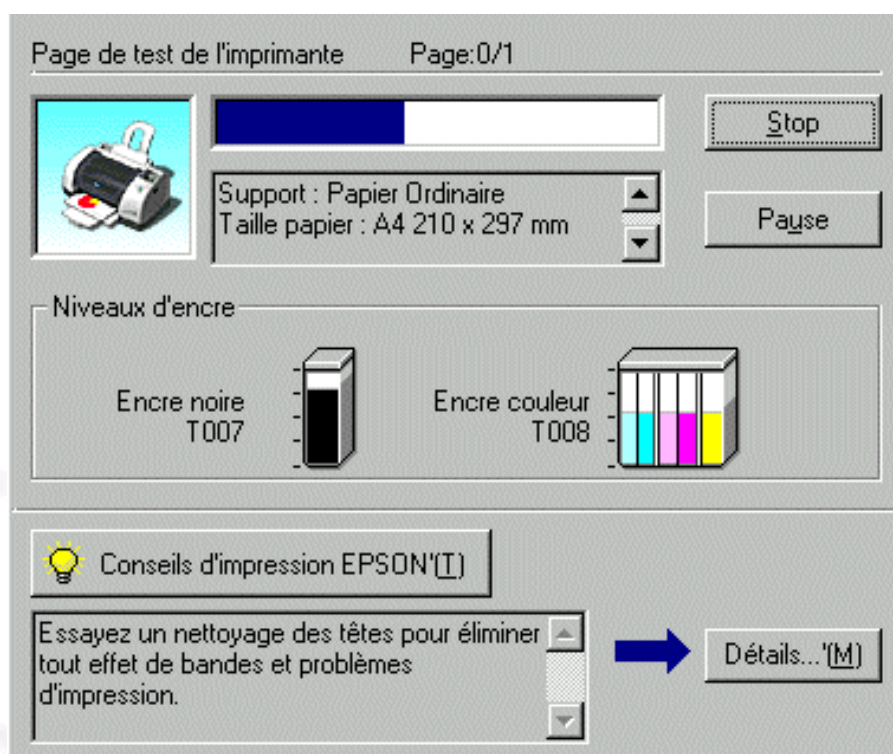 Page de test de l'imprimante Page:0/1
Stop
Support : Papier Ordinaire
Taille papier : A4 210 x 297 mm
Pause
Niveaux d'encre
Encre noire
T007
Encre couleur
T008
Conseils d'impression EPSON'(T)
Essayez un nettoyage des têtes pour éliminer
tout effet de bandes et problèmes
d'impression.
Détails...'(M)